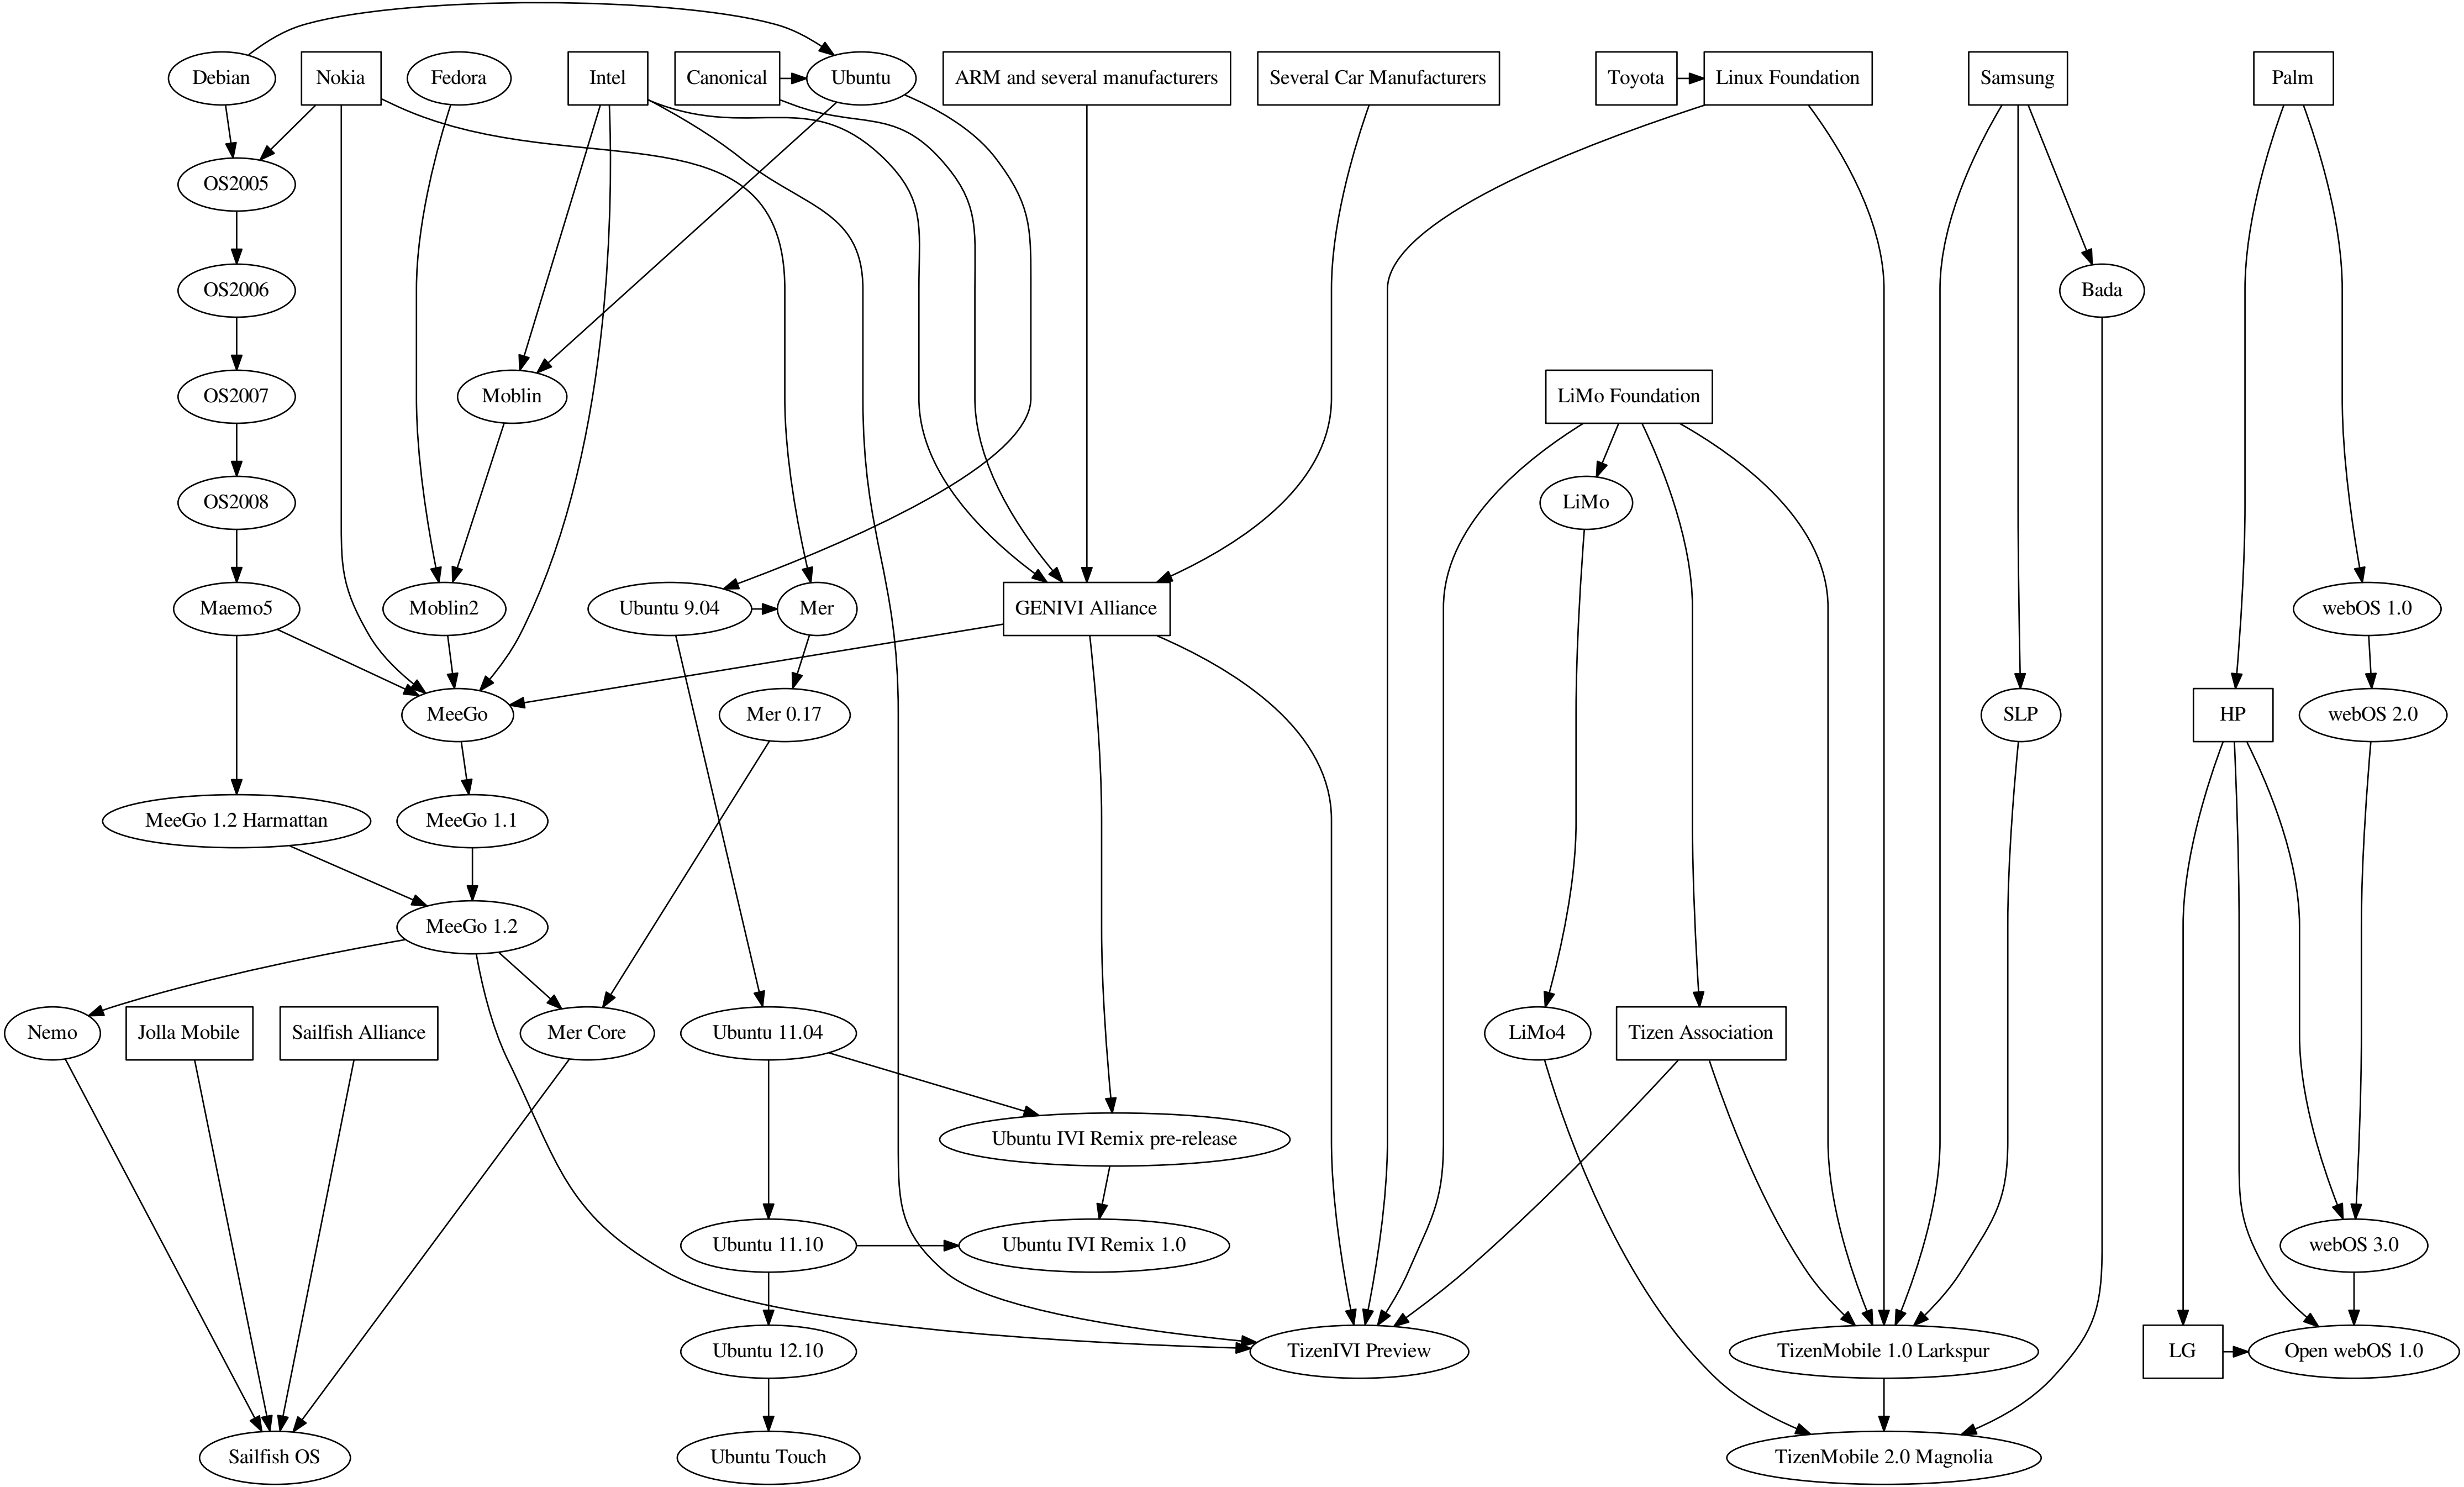 Debian
Nokia
Fedora
Intel
Canonical
Ubuntu
ARM and several manufacturers
Several Car Manufacturers
Toyota
Linux Foundation
Samsung
Palm
OS2005
OS2006
Bada
OS2007
Moblin
LiMo Foundation
OS2008
LiMo
Maemo5
Moblin2
Ubuntu 9.04
Mer
GENIVI Alliance
webOS 1.0
MeeGo
Mer 0.17
SLP
HP
webOS 2.0
MeeGo 1.2 Harmattan
MeeGo 1.1
MeeGo 1.2
Nemo
Jolla Mobile
Sailfish Alliance
Mer Core
Ubuntu 11.04
LiMo4
Tizen Association
Ubuntu IVI Remix pre-release
Ubuntu 11.10
Ubuntu IVI Remix 1.0
webOS 3.0
Ubuntu 12.10
TizenIVI Preview
TizenMobile 1.0 Larkspur
LG
Open webOS 1.0
Sailfish OS
Ubuntu Touch
TizenMobile 2.0 Magnolia